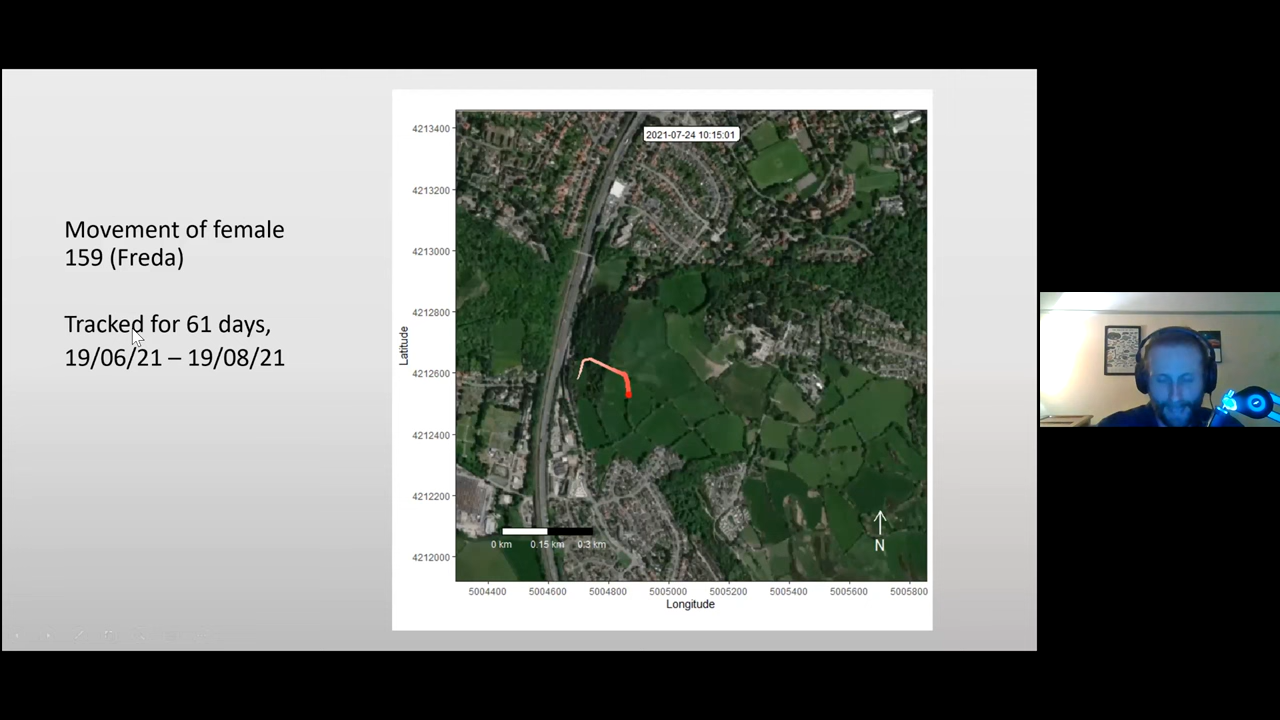 Movement of female
159 (Freda)
Tracked for 61 days,
19/06/21 – 19/08/21
2021-07-24 10:15:01
Latitude
4213400
4213200
4213000
4212800
4212600
4212400
4212200
4212000
0 km 0.15 km 0.3 km
N
5004400 5004600 5004800 5005000 5005200 5005400 5005600 5005800
Longitude